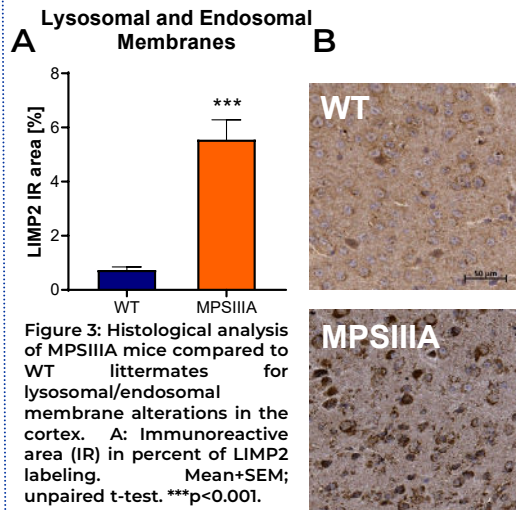 Lysosomal and Endosomal
Membranes
A
LIMP2 IR area [%]
8
6
4
2
0
***
WT
MPSIIIA
Figure 3: Histological analysis
of MPSIIIA mice compared to
WT littermates for
lysosomal/endosomal
membrane alterations in the
cortex. A: Immunoreactive
area (IR) in percent of LIMP2
labeling. Mean+SEM;
unpaired t-test. ***p<0.001.
B
WT
50 µm
MPSIIIA